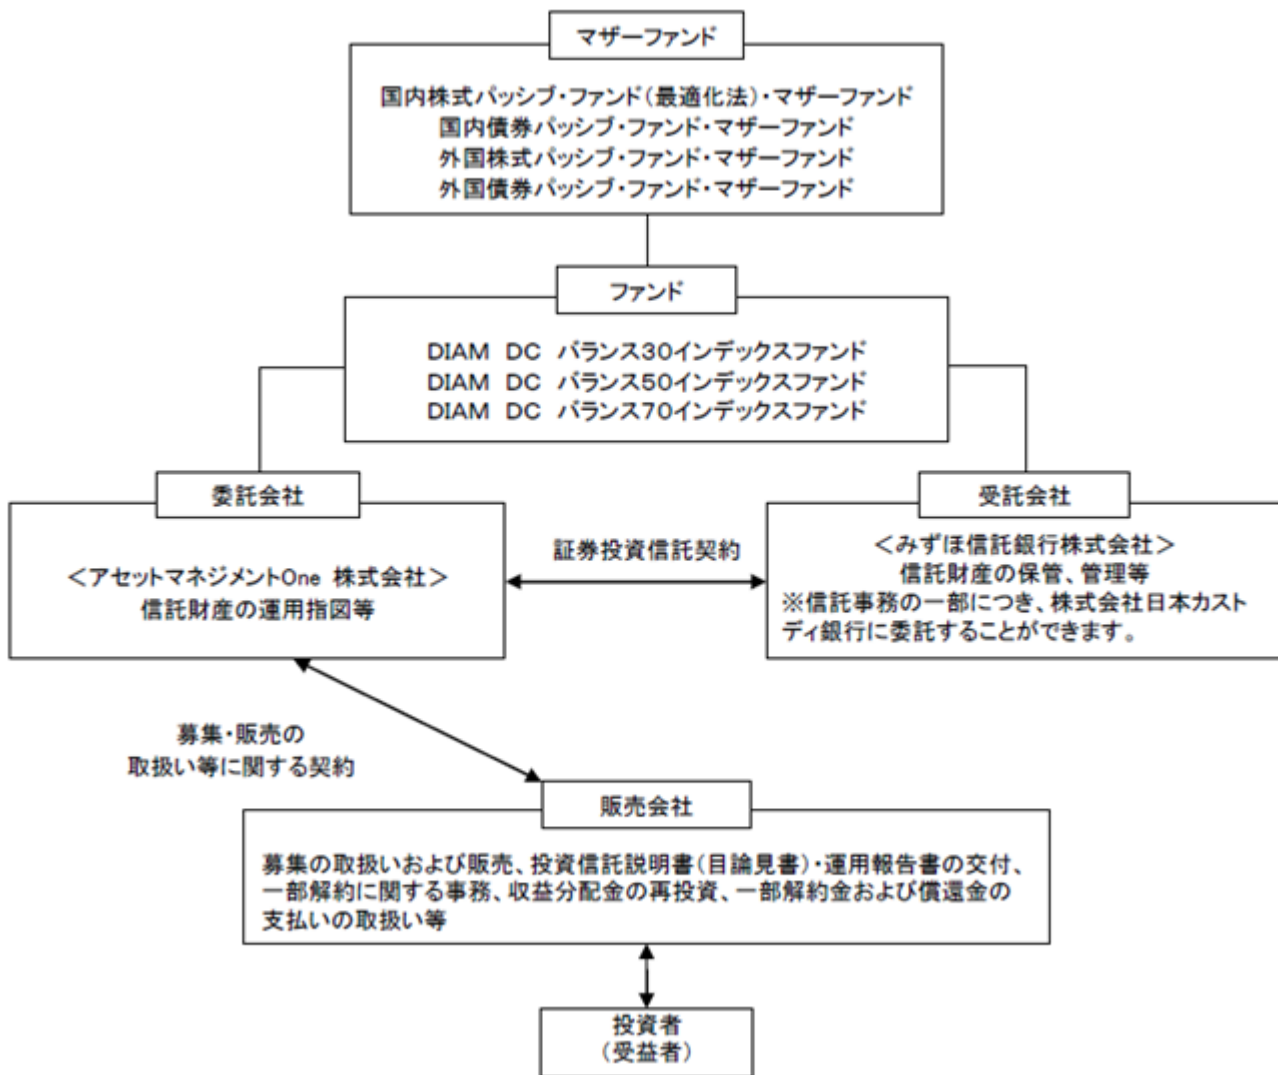 マザーファンド
国内株式パッシブ・ファンド(最適化法)・マザーファンド
国内債券パッシブ・ファンド・マザーファンド
外国株式パッシブ・ファンド・マザーファンド
外国債券パッシブ・ファンド・マザーファンド
ファンド
DIAM DC バランス30インデックスファンド
DIAM DC バランス50インデックスファンド
DIAM DC バランス70インデックスファンド
委託会社
<アセットマネジメントOne 株式会社>
信託財産の運用指図等
証券投資信託契約
受託会社
<みずほ信託銀行株式会社>
信託財産の保管、管理等
※信託事務の一部につき、株式会社日本カスト
ディ銀行に委託することができます。
募集・販売の
取扱い等に関する契約
販売会社
募集の取扱いおよび販売、投資信託説明書(目論見書)・運用報告書の交付、
一部解約に関する事務、収益分配金の再投資、一部解約金および償還金の
支払いの取扱い等
投資者
(受益者)